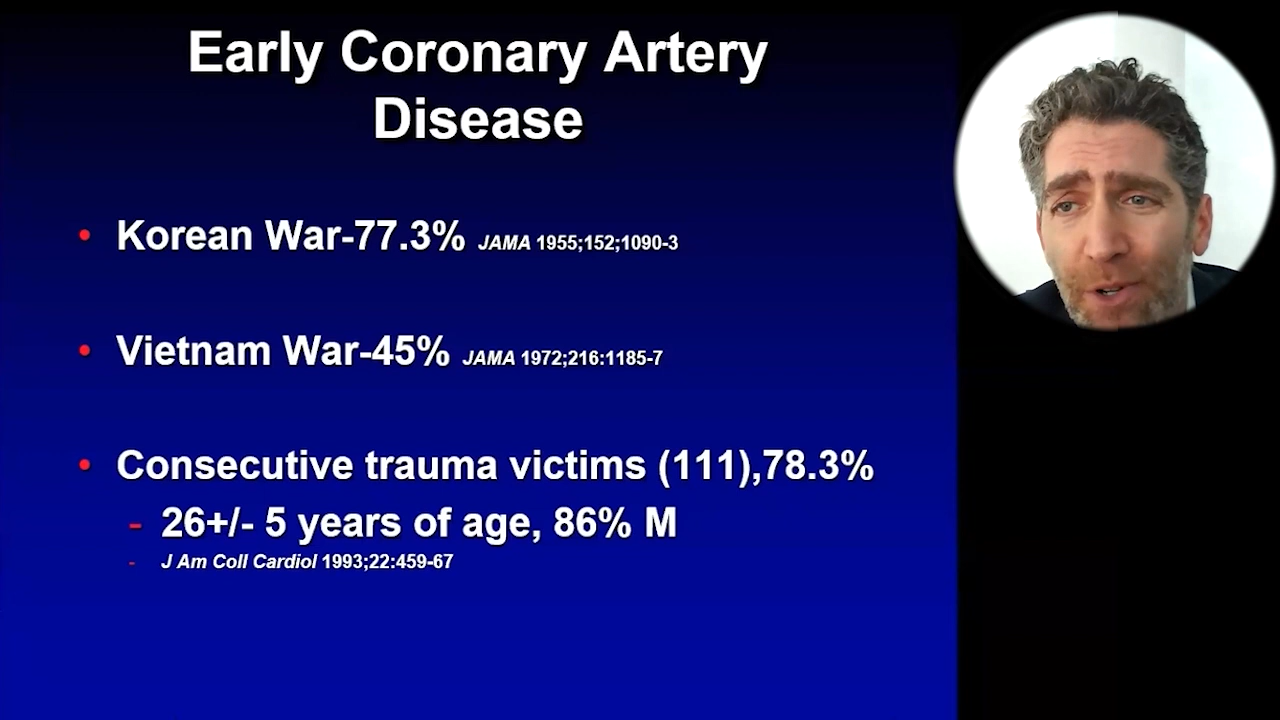 Early Coronary Artery
Disease
• Korean War-77.3% JAMA 1955;152;1090-3
• Vietnam War-45% JAMA 1972;216:1185-7
• Consecutive trauma victims (111),78.3%
- 26+/- 5 years of age, 86% M
- J Am Coll Cardiol 1993;22:459-67